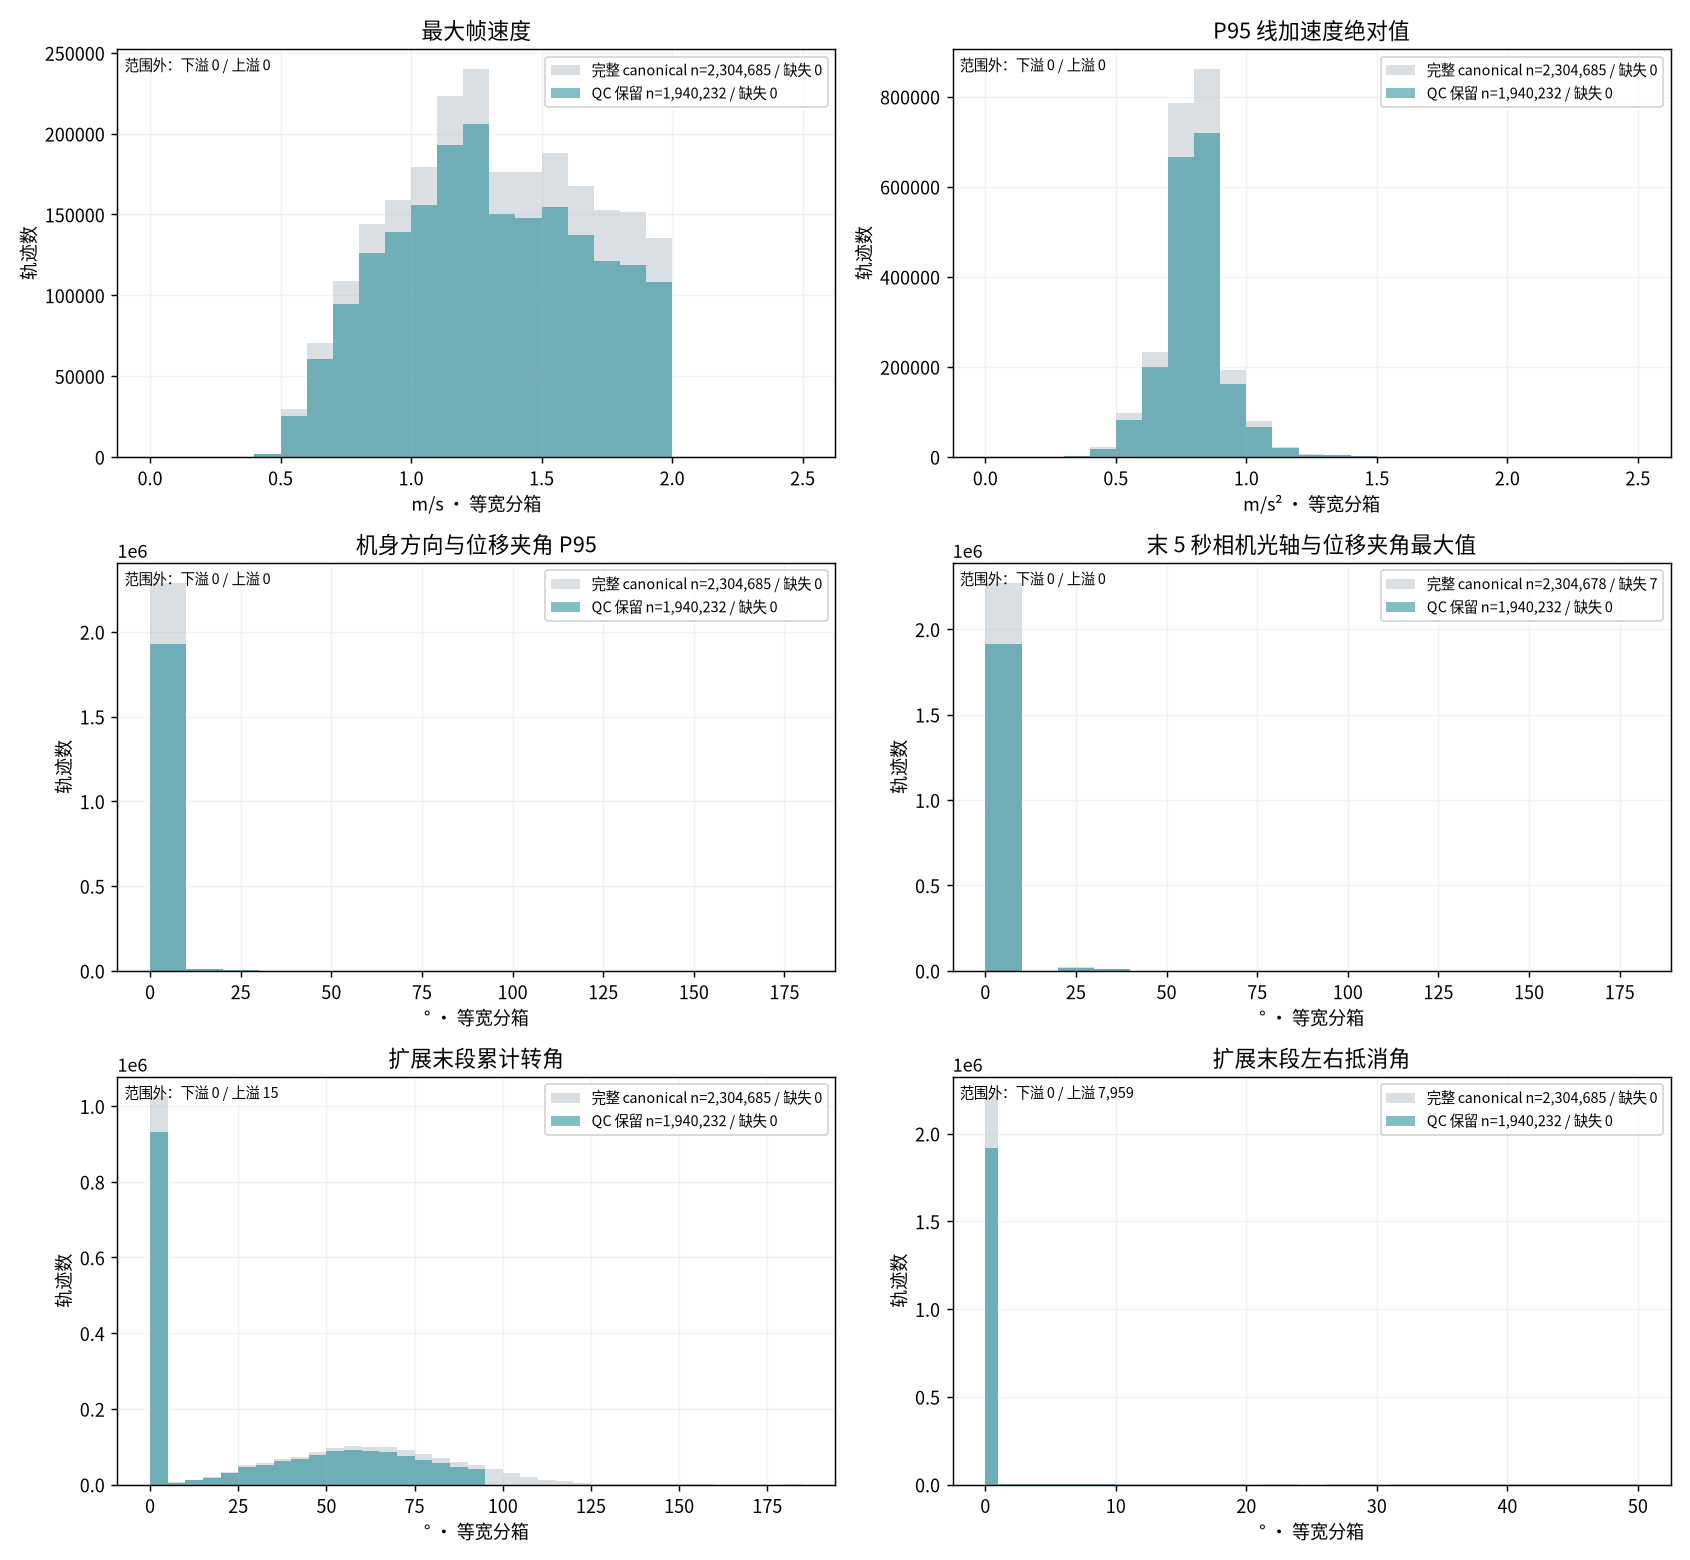 最大帧速度
范围外：下溢 0 / 上溢 0
完整 canonical n=2,304,685 / 缺失 0
QC 保留 n=1,940,232 / 缺失 0
250000
200000
150000
100000
50000
0
轨迹数
0.0 0.5 1.0 1.5 2.0 2.5
m/s · 等宽分箱
P95 线加速度绝对值
范围外：下溢 0 / 上溢 0
完整 canonical n=2,304,685 / 缺失 0
QC 保留 n=1,940,232 / 缺失 0
800000
600000
400000
200000
0
轨迹数
0.0 0.5 1.0 1.5 2.0 2.5
m/s² · 等宽分箱
机身方向与位移夹角 P95
1e6
范围外：下溢 0 / 上溢 0
完整 canonical n=2,304,685 / 缺失 0
QC 保留 n=1,940,232 / 缺失 0
2.0
1.5
1.0
0.5
0.0
轨迹数
0 25 50 75 100 125 150 175
° · 等宽分箱
末 5 秒相机光轴与位移夹角最大值
1e6
范围外：下溢 0 / 上溢 0
完整 canonical n=2,304,678 / 缺失 7
QC 保留 n=1,940,232 / 缺失 0
2.0
1.5
1.0
0.5
0.0
轨迹数
0 25 50 75 100 125 150 175
° · 等宽分箱
扩展末段累计转角
1e6
范围外：下溢 0 / 上溢 15
完整 canonical n=2,304,685 / 缺失 0
QC 保留 n=1,940,232 / 缺失 0
1.0
0.8
0.6
0.4
0.2
0.0
轨迹数
0 25 50 75 100 125 150 175
° · 等宽分箱
扩展末段左右抵消角
1e6
范围外：下溢 0 / 上溢 7,959
完整 canonical n=2,304,685 / 缺失 0
QC 保留 n=1,940,232 / 缺失 0
2.0
1.5
1.0
0.5
0.0
轨迹数
0 10 20 30 40 50
° · 等宽分箱